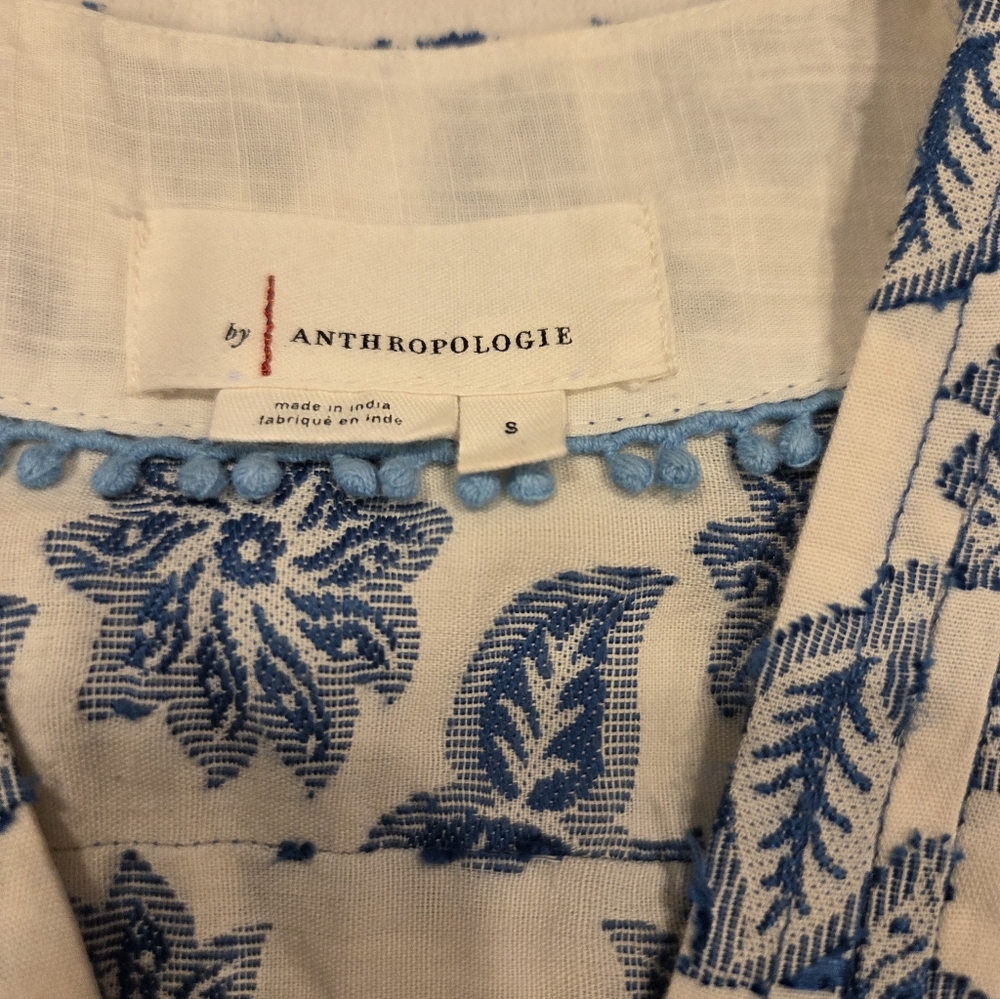 by ANTHROPOLOGIE
made in india
fabriqué en inde
S